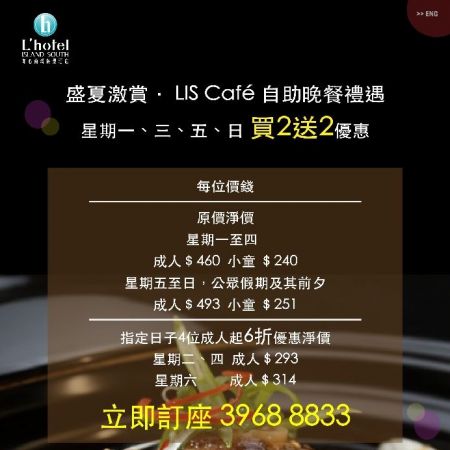 >> ENG
L'hotel
ISLAND SOUTH
盛夏激賞· LIS Café 自助晚餐禮遇
星期一、三、五、日 買2送2優惠
每位價錢
原價淨價
星期一至四
成人$460 小童$240
星期五至日，公眾假期及其前夕
成人$493 小童$251
指定日子4位成人起6折優惠淨價
星期二、四 成人$293
星期六 成人$314
立即訂座 3968 8833